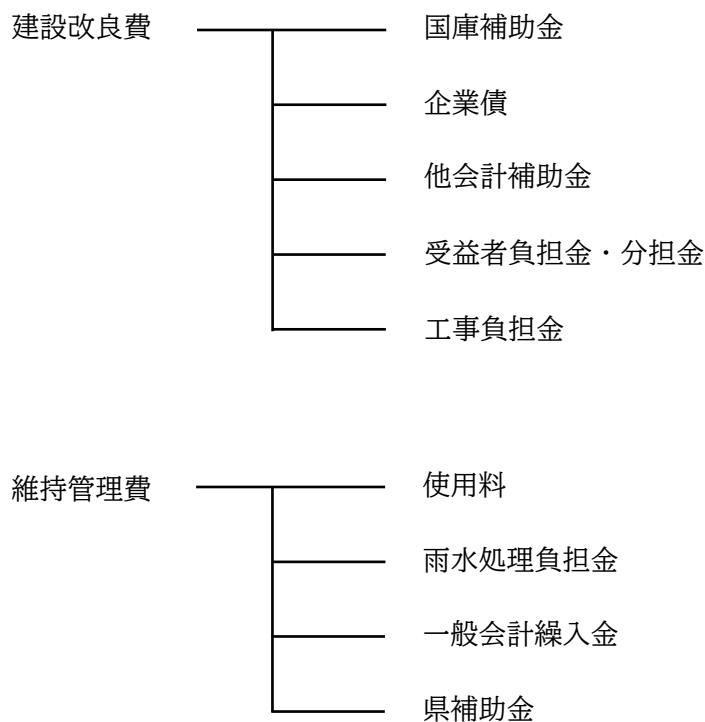 建設改良費
国庫補助金
企業債
他会計補助金
受益者負担金・分担金
工事負担金
維持管理費
使用料
雨水処理負担金
一般会計繰入金
県補助金